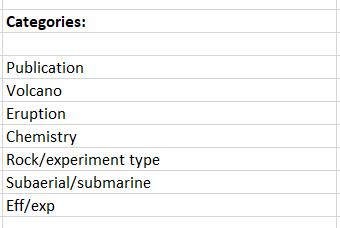 Categories:
Publication
Volcano
Eruption
Chemistry
Rock/experiment type
Subaerial/submarine
Eff/exp